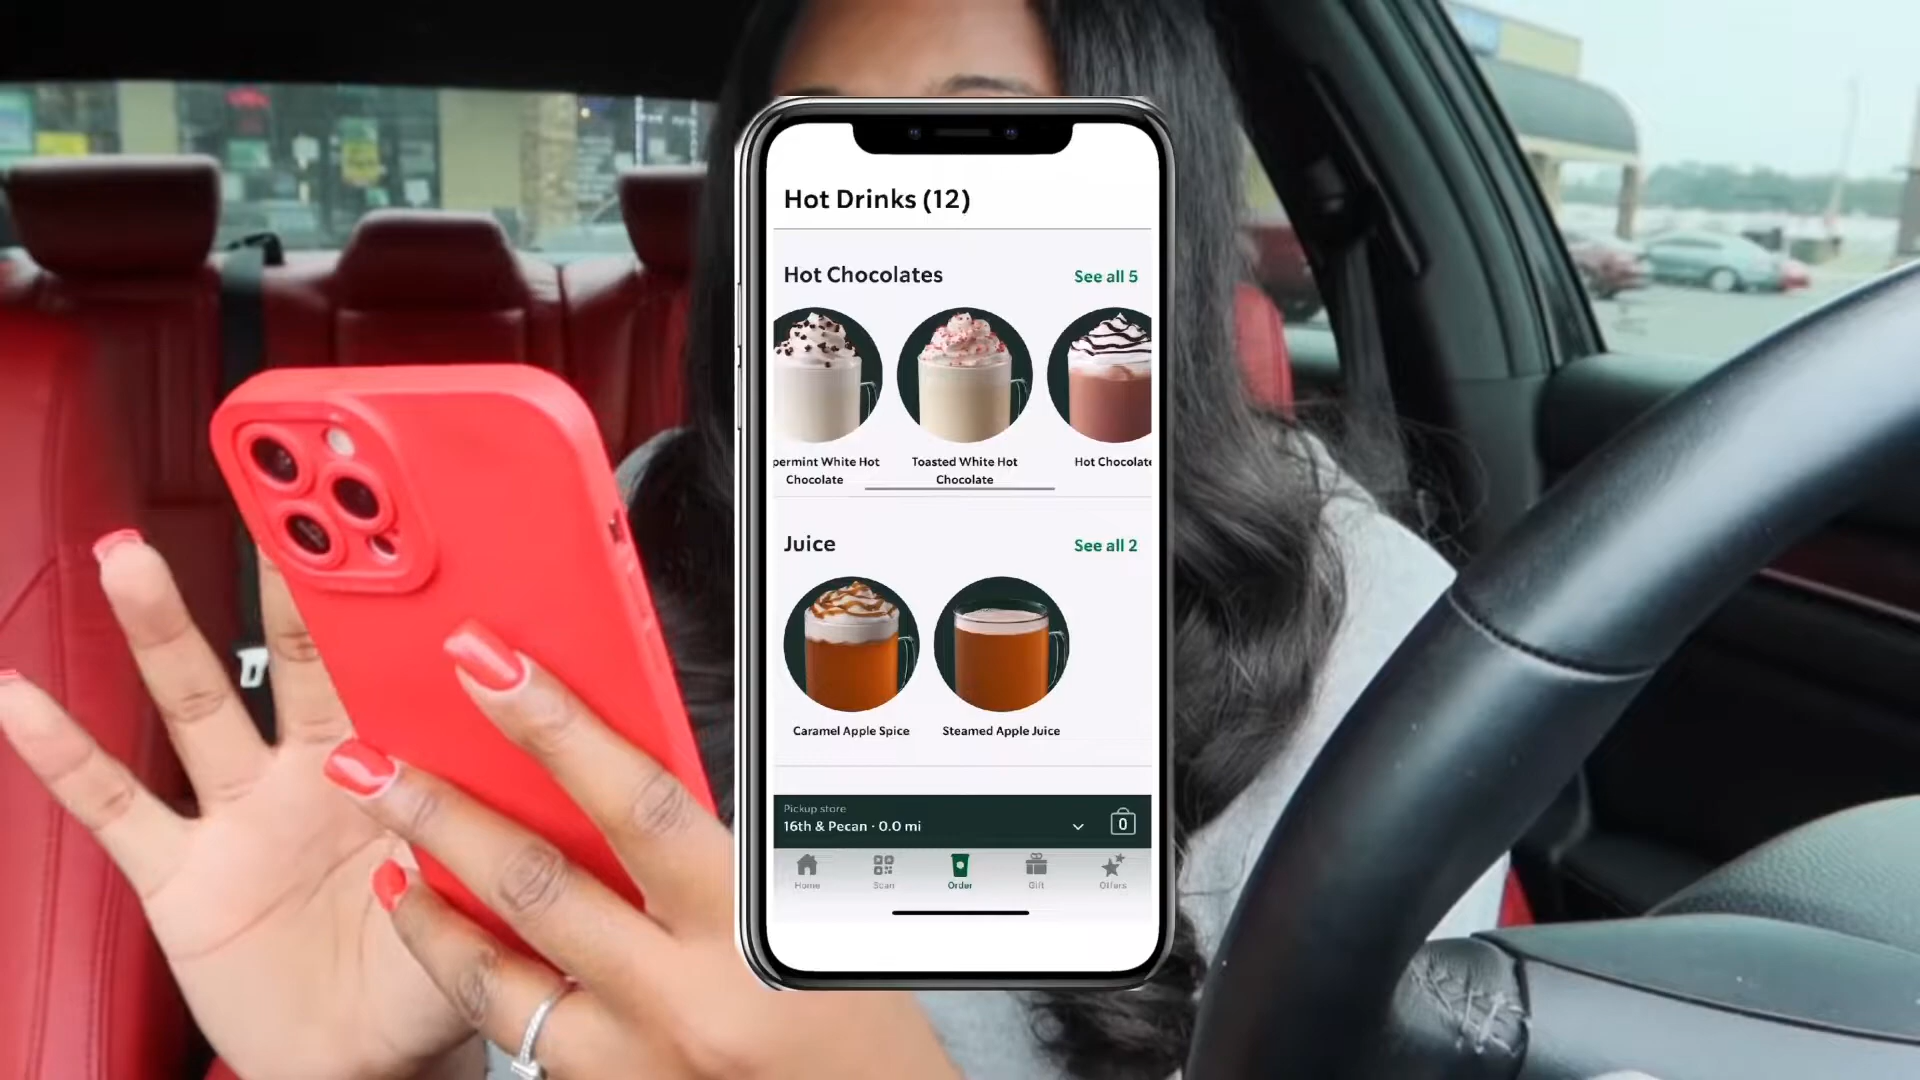 Hot Drinks (12)
Hot Chocolates
See all 5
permint White Hot
Chocolate
Toasted White Hot
Chocolate
Hot Chocolate
Juice
See all 2
Caramel Apple Spice
Steamed Apple Juice
Pickup store
16th & Pecan · 0.0 mi
0
Home
Scan
Order
Gift
Offers